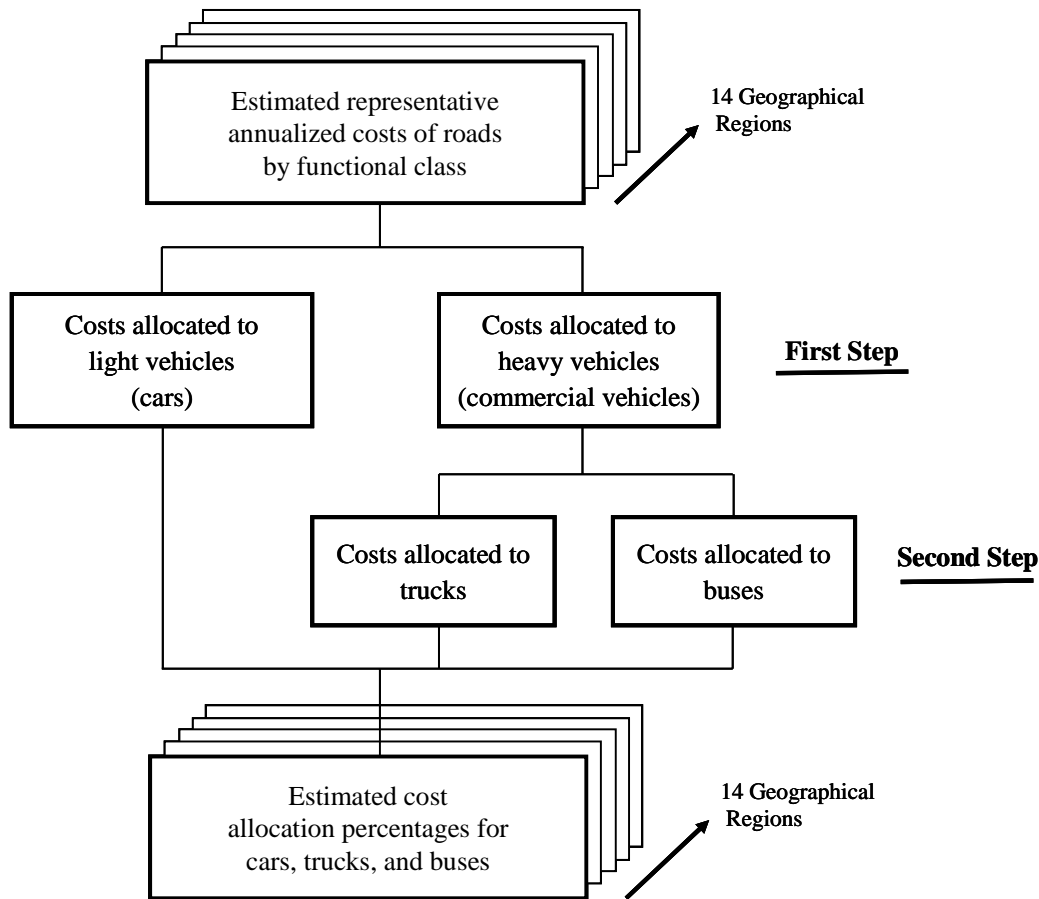 Estimated representative
annualized costs of roads
by functional class
14 Geographical
Regions
Costs allocated to
light vehicles
(cars)
Costs allocated to
heavy vehicles
(commercial vehicles)
First Step
Costs allocated to
trucks
Costs allocated to
buses
Second Step
Estimated cost
allocation percentages for
cars, trucks, and buses
14 Geographical
Regions